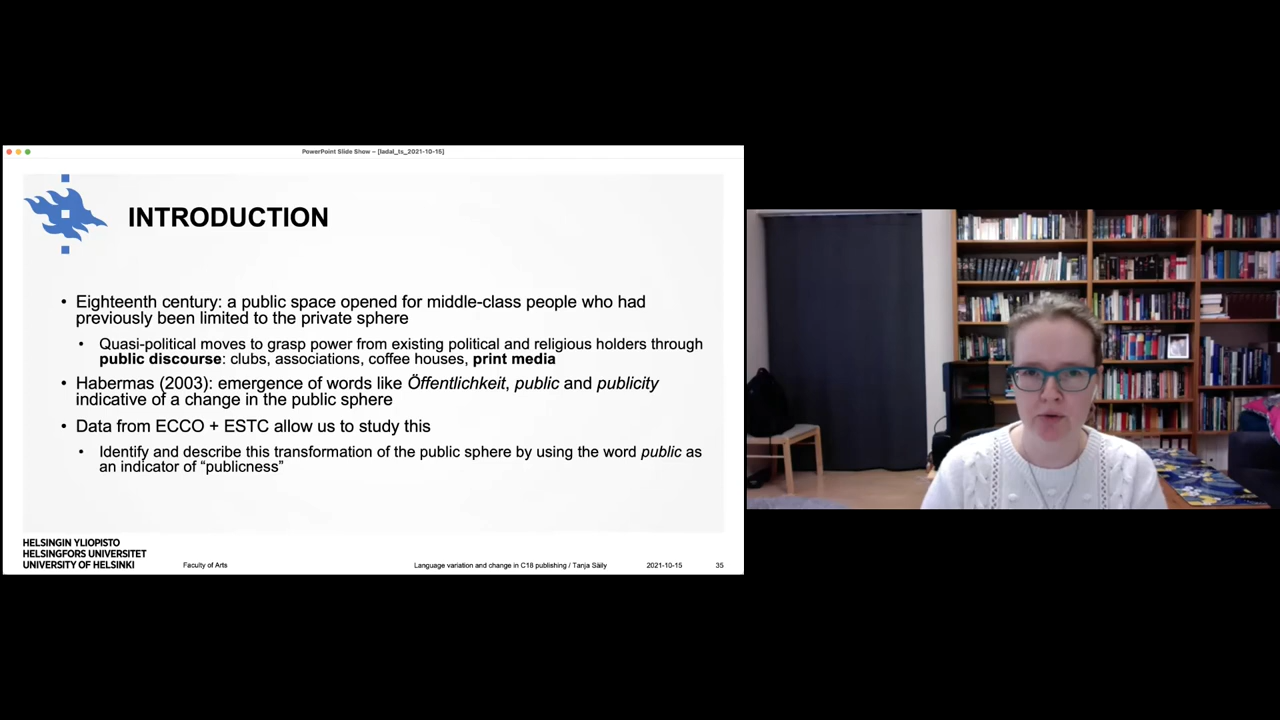 PowerPoint Slide Show – [ladal_ts_2021-10-15]
INTRODUCTION
• Eighteenth century: a public space opened for middle-class people who had
previously been limited to the private sphere
• Quasi-political moves to grasp power from existing political and religious holders through
public discourse: clubs, associations, coffee houses, print media
• Habermas (2003): emergence of words like Öffentlichkeit, public and publicity
indicative of a change in the public sphere
• Data from ECCO + ESTC allow us to study this
• Identify and describe this transformation of the public sphere by using the word public as
an indicator of “publicness”
HELSINGIN YLIOPISTO
HELSINGFORS UNIVERSITET
UNIVERSITY OF HELSINKI
Faculty of Arts
Language variation and change in C18 publishing / Tanja Säily
2021-10-15
35